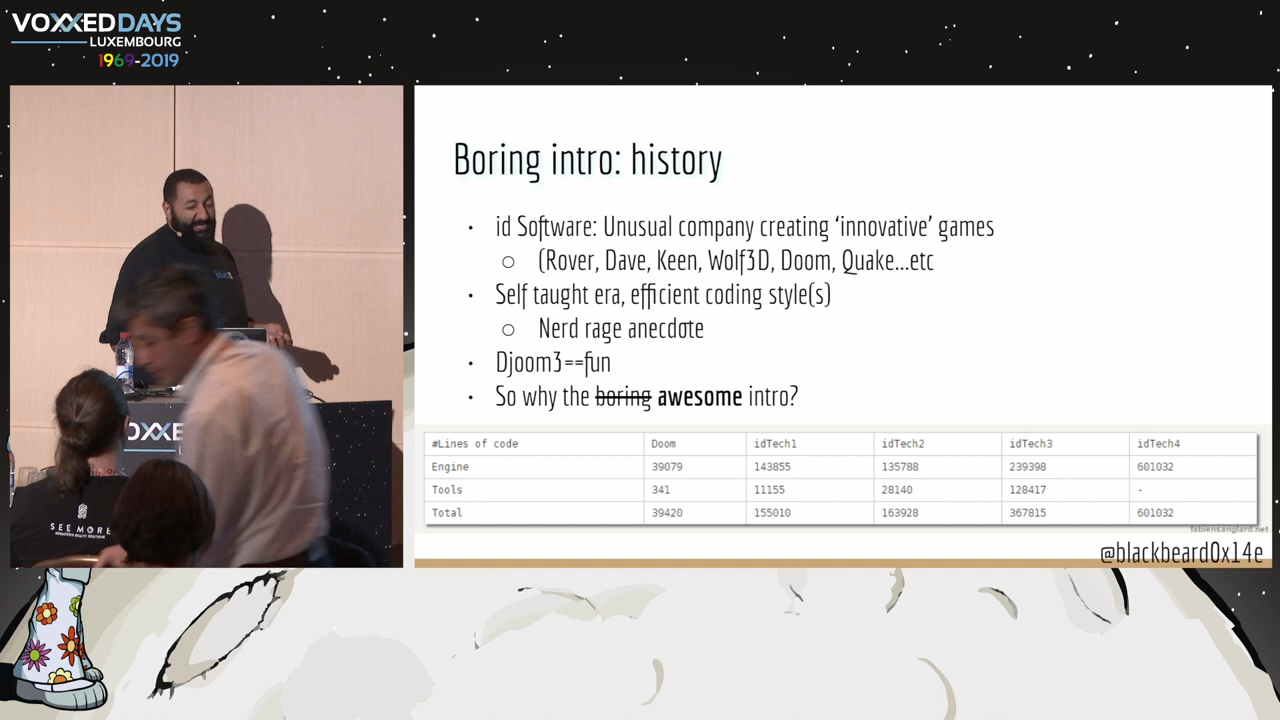 VOXXEDDAYS
LUXEMBOURG
1969-2019
Boring intro: history
• id Software: Unusual company creating ‘innovative’ games
○ (Rover, Dave, Keen, Wolf3D, Doom, Quake...etc
• Self taught era, efficient coding style(s)
○ Nerd rage anecdote
• Djoom3==fun
• So why the boring awesome intro?
#Lines of code Doom idTech1 idTech2 idTech3 idTech4
Engine 39079 143855 135788 239398 601032
Tools 341 11155 28140 128417 -
Total 39420 155010 163928 367815 601032
fabiensanglard.net
@blackbeard0x14e
OXXE
SEE MORE